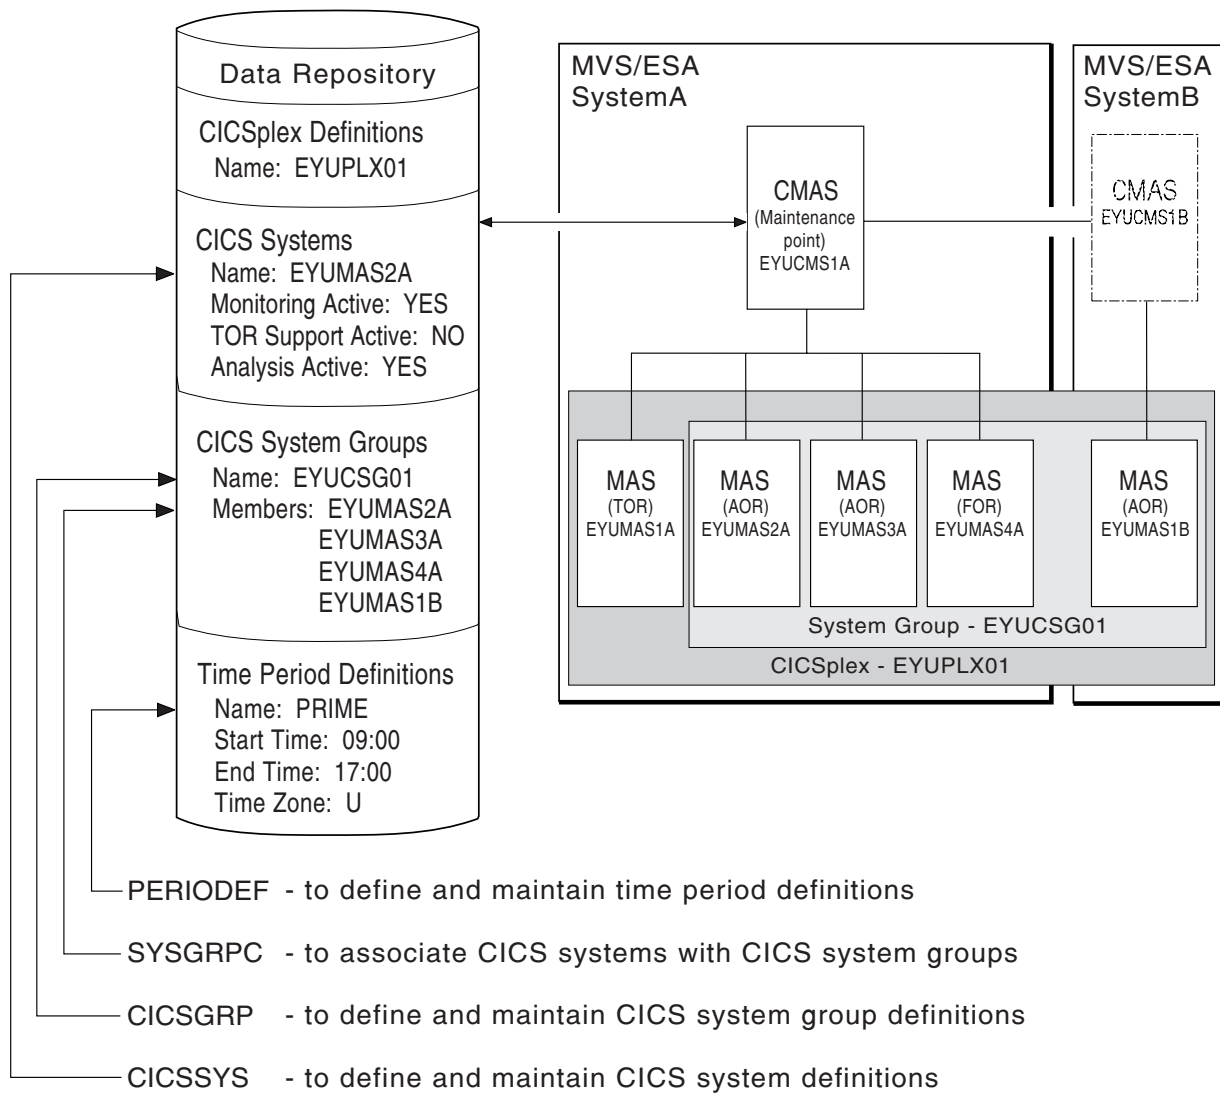 Data Repository
CICSplex Definitions
Name: EYUPLX01
CICS Systems
Name: EYUMAS2A
Monitoring Active: YES
TOR Support Active: NO
Analysis Active: YES
CICS System Groups
Name: EYUCSG01
Members: EYUMAS2A
EYUMAS3A
EYUMAS4A
EYUMAS1B
Time Period Definitions
Name: PRIME
Start Time: 09:00
End Time: 17:00
Time Zone: U
MVS/ESA
SystemA
CMAS
(Maintenance
point)
EYUCMS1A
MVS/ESA
SystemB
CMAS
EYUCMS1B
MAS
(TOR)
EYUMAS1A
MAS
(AOR)
EYUMAS2A
MAS
(AOR)
EYUMAS3A
MAS
(FOR)
EYUMAS4A
MAS
(AOR)
EYUMAS1B
System Group - EYUCSG01
CICSplex - EYUPLX01
PERIODEF - to define and maintain time period definitions
SYSGRPC - to associate CICS systems with CICS system groups
CICSGRP - to define and maintain CICS system group definitions
CICSSYS - to define and maintain CICS system definitions